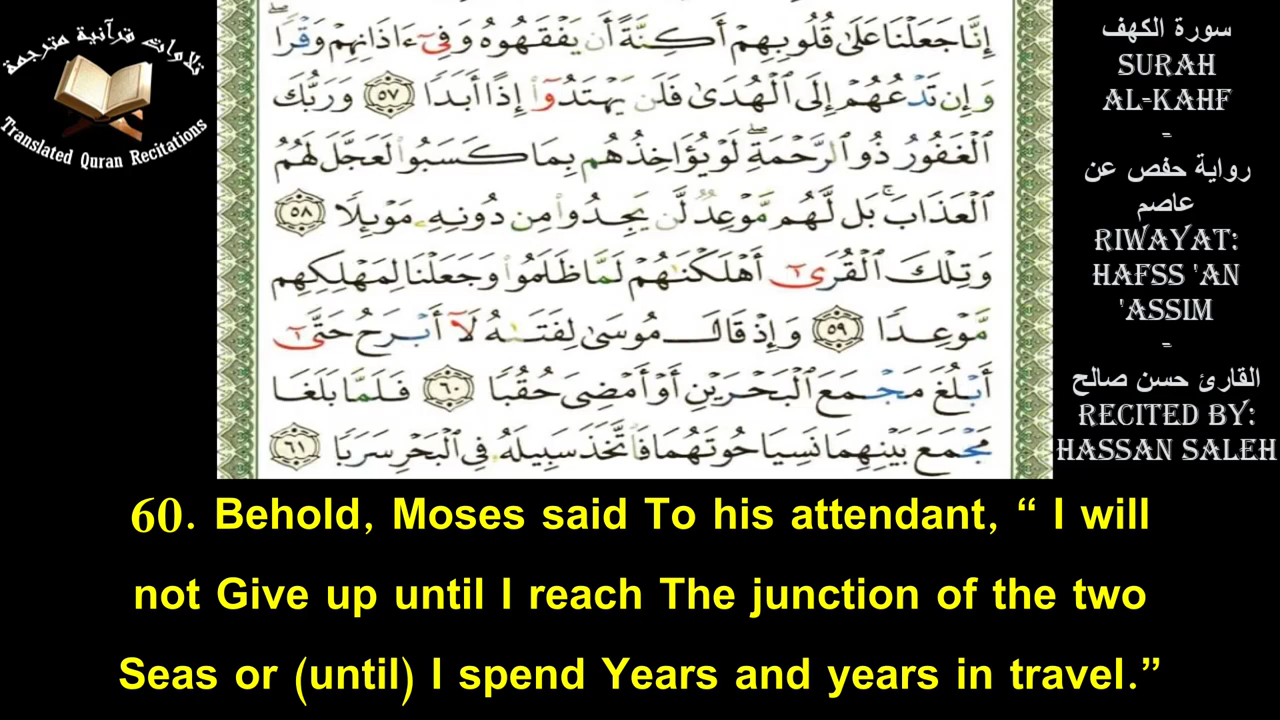 تلاوات قرآنية مترجمة
Translated Quran Recitations
إِنَّا جَعَلْنَا عَلَىٰ قُلُوبِهِمْ أَكِنَّةً أَن يَفْقَهُوهُ وَفِىٓ ءَاذَانِهِمْ وَقْرًا ۖ
وَإِن تَدْعُهُمْ إِلَى ٱلْهُدَىٰ فَلَن يَهْتَدُوٓا۟ إِذًا أَبَدًا ٥٧ وَرَبُّكَ
ٱلْغَفُورُ ذُو ٱلرَّحْمَةِ ۖ لَوْ يُؤَاخِذُهُم بِمَا كَسَبُوا۟ لَعَجَّلَ لَهُمُ
ٱلْعَذَابَ ۚ بَل لَّهُم مَّوْعِدٌ لَّن يَجِدُوا۟ مِن دُونِهِۦ مَوْئِلًا ٥٨
وَتِلْكَ ٱلْقُرَىٰٓ أَهْلَكْنَٰهُمْ لَمَّا ظَلَمُوا۟ وَجَعَلْنَا لِمَهْلِكِهِم
مَّوْعِدًا ٥٩ وَإِذْ قَالَ مُوسَىٰ لِفَتَىٰهُ لَآ أَبْرَحُ حَتَّىٰٓ
أَبْلُغَ مَجْمَعَ ٱلْبَحْرَيْنِ أَوْ أَمْضِىَ حُقُبًا ٦٠ فَلَمَّا بَلَغَا
مَجْمَعَ بَيْنِهِمَا نَسِيَا حُوتَهُمَا فَٱتَّخَذَ سَبِيلَهُۥ فِى ٱلْبَحْرِ سَرَبًا ٦١
سورة الكهف
SURAH
AL-KAHF
-
رواية حفص عن
عاصم
RIWAYAT:
HAFSS 'AN
'ASSIM
-
القارئ حسن صالح
RECITED BY:
HASSAN SALEH
60. Behold, Moses said To his attendant, “ I will
not Give up until I reach The junction of the two
Seas or (until) I spend Years and years in travel.”